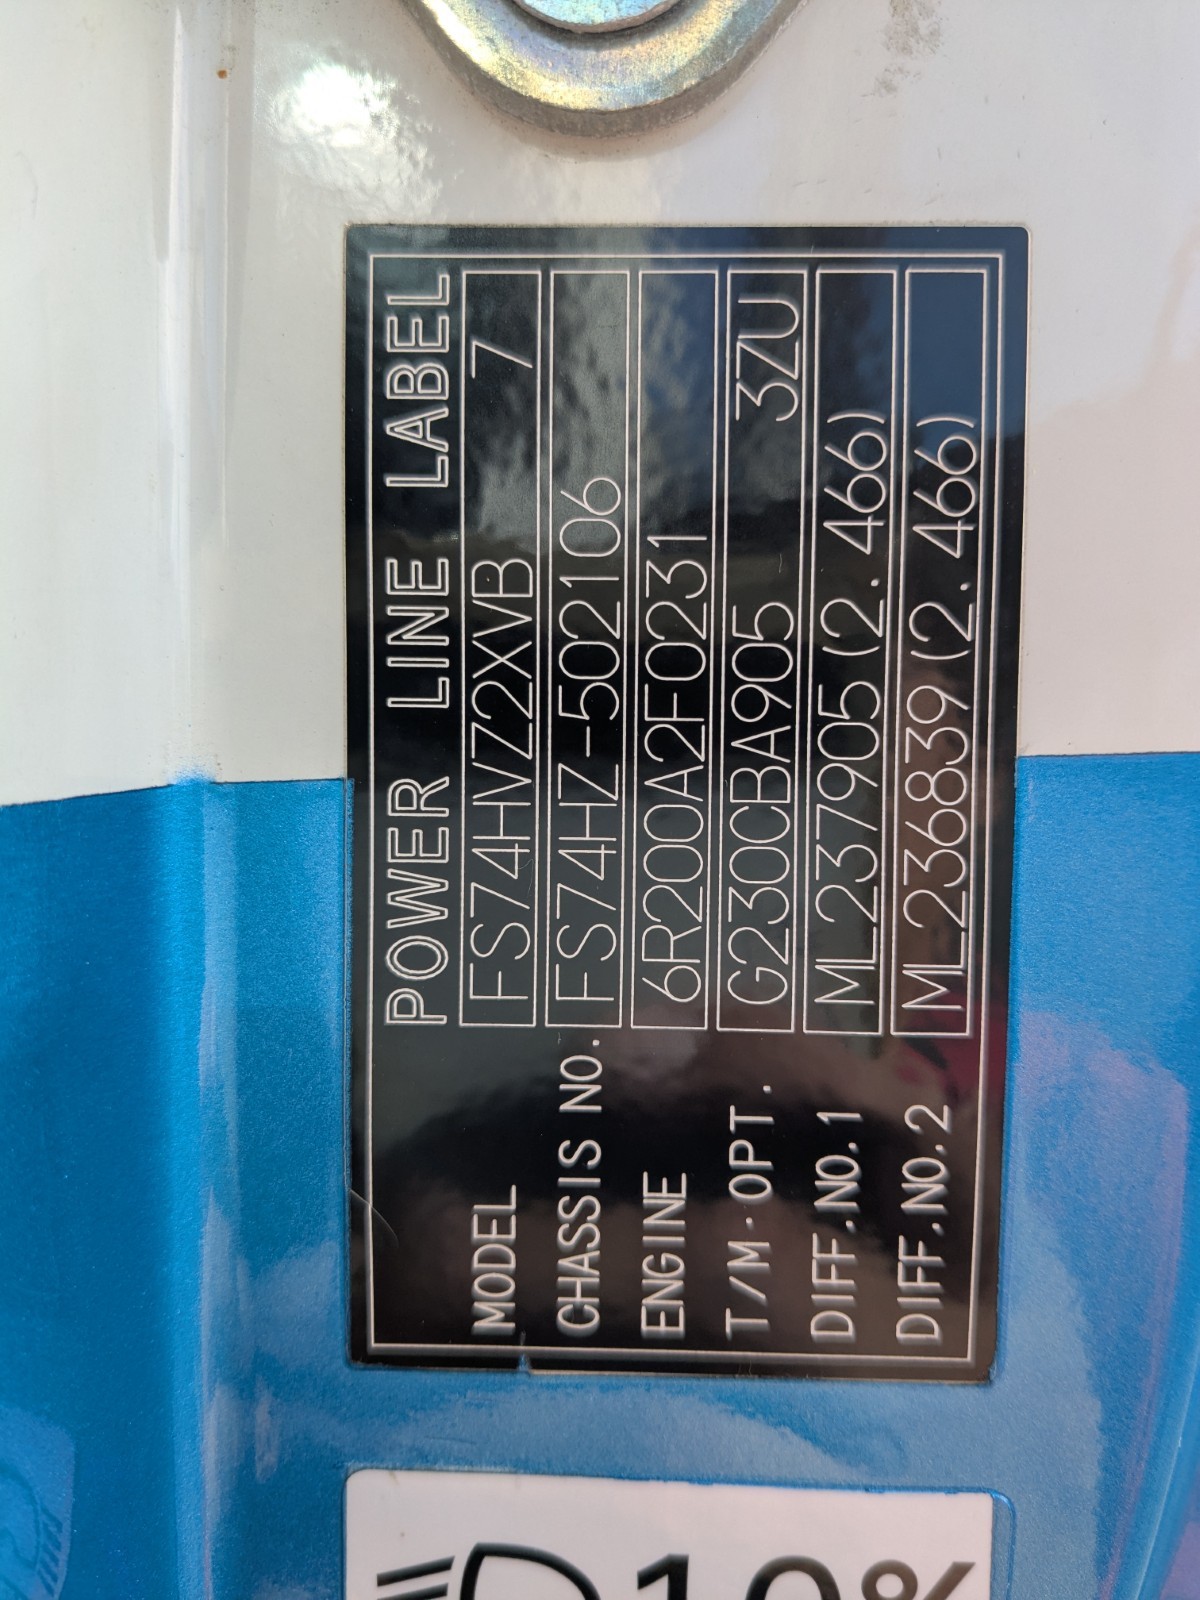 POWER LINE LABEL
MODEL FS74HVZ2XVB 7
CHASSIS NO. FS74HZ-502106
ENGINE 6R200A2F0231
T/M·OPT. G230CBA905 3ZU
DIFF.NO.1 ML237905(2.466)
DIFF.NO.2 ML236839(2.466)
10%